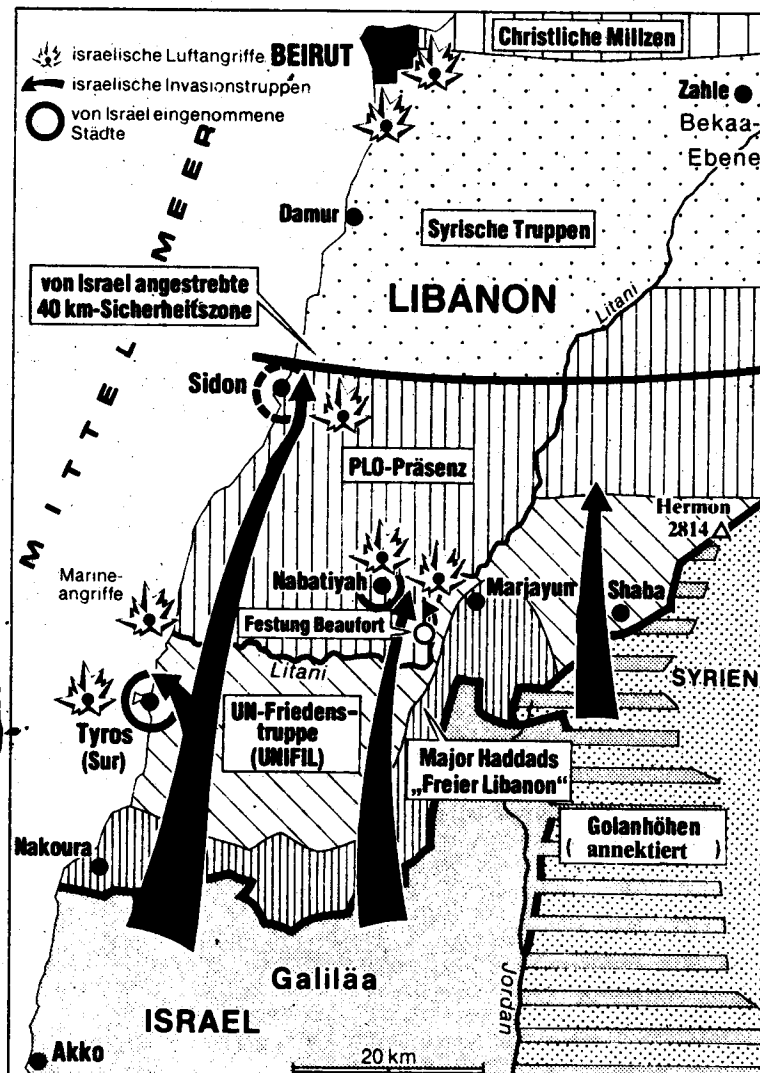 israelische Luftangriffe
israelische Invasionstruppen
von Israel eingenommene
Städte
BEIRUT
Christliche Milizen
Zahle
Bekaa-
Ebene
MITTELMEER
Damur
Syrische Truppen
von Israel angestrebte
40 km-Sicherheitszone
LIBANON
Litani
Sidon
PLO-Präsenz
Hermon
2814
Marine-
angriffe
Nabatiyah
Marjayun
Shaba
Festung Beaufort
Litani
SYRIEN
Tyros
(Sur)
UN-Friedens-
truppe
(UNIFIL)
Major Haddads
„Freier Libanon“
Nakoura
Golanhöhen
( annektiert )
Galiläa
Jordan
ISRAEL
Akko
20 km